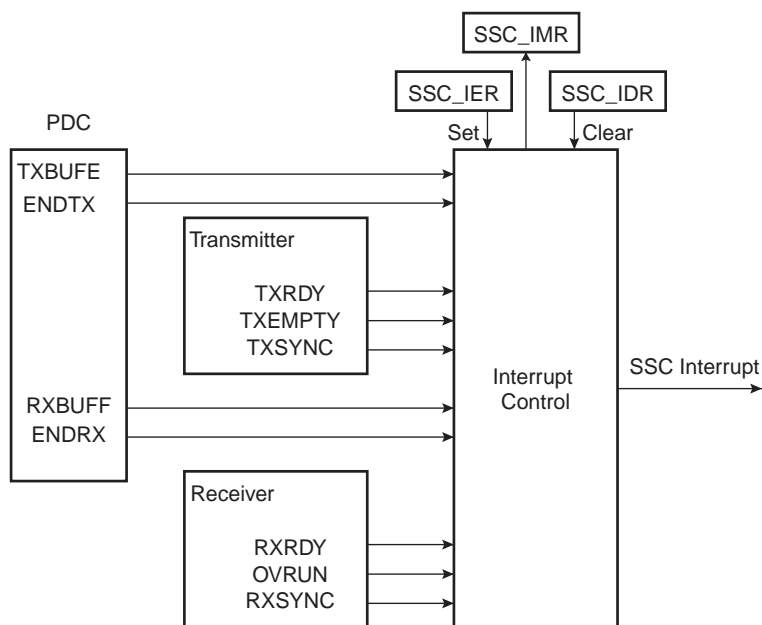 SSC_IMR
SSC_IER
SSC_IDR
PDC
Set
Clear
TXBUFE
ENDTX
Transmitter
TXRDY
TXEMPTY
TXSYNC
RXBUFF
ENDRX
Interrupt
Control
SSC Interrupt
Receiver
RXRDY
OVRUN
RXSYNC